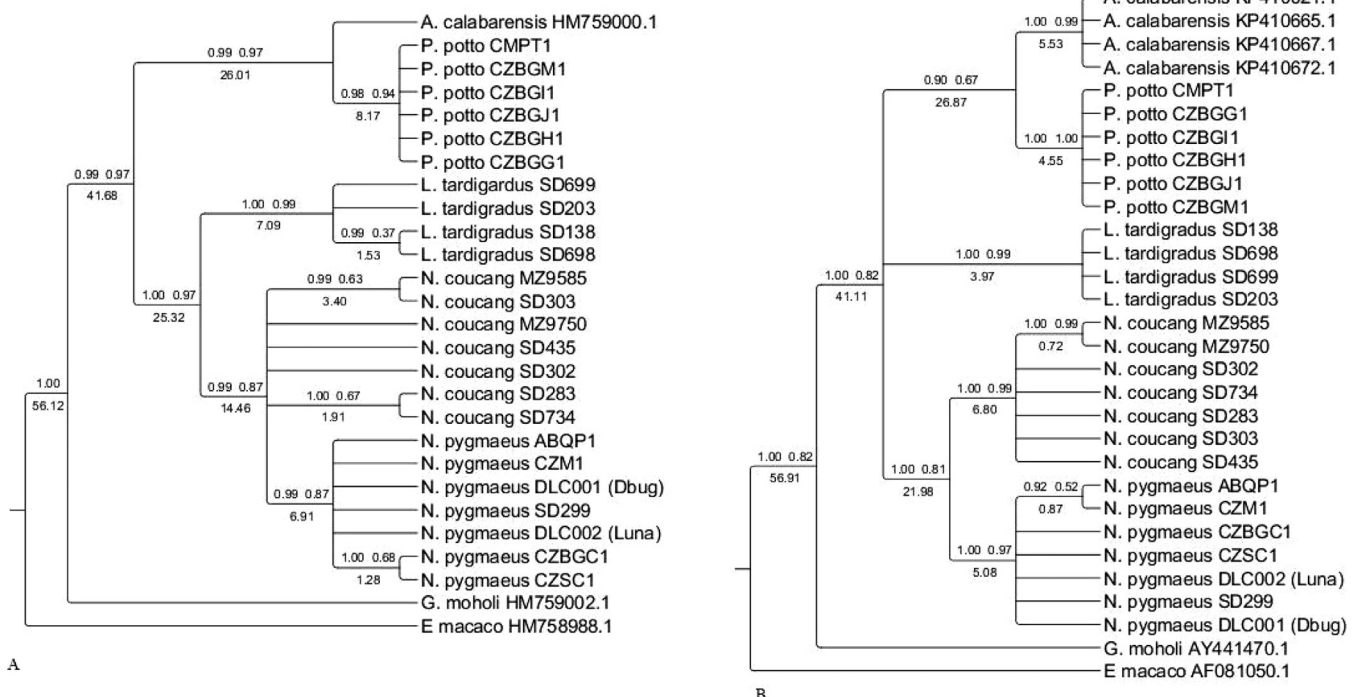 A. calabarensis HM759000.1
P. potto CMPT1
0.99 0.97
26.01
P. potto CZBGM1
0.98 0.94
P. potto CZBGI1
8.17
P. potto CZBGJ1
P. potto CZBGH1
P. potto CZBGG1
0.99 0.97
41.68
L. tardigardus SD699
1.00 0.99
7.09
L. tardigradus SD203
0.99 0.37
L. tardigradus SD138
1.53
L. tardigradus SD698
0.99 0.63
N. coucang MZ9585
3.40
N. coucang SD303
1.00 0.97
25.32
N. coucang MZ9750
N. coucang SD435
N. coucang SD302
1.00
56.12
0.99 0.87
14.46
1.00 0.67
N. coucang SD283
1.91
N. coucang SD734
N. pygmaeus ABQP1
N. pygmaeus CZM1
N. pygmaeus DLC001 (Dbug)
0.99 0.87
6.91
N. pygmaeus SD299
N. pygmaeus DLC002 (Luna)
1.00 0.68
N. pygmaeus CZBGC1
1.28
N. pygmaeus CZSC1
G. moholi HM759002.1
E macaco HM758988.1
A
1.00 0.99
5.53
A. calabarensis KP410665.1
A. calabarensis KP410667.1
A. calabarensis KP410672.1
0.90 0.67
26.87
P. potto CMPT1
P. potto CZBGG1
1.00 1.00
4.55
P. potto CZBGI1
P. potto CZBGH1
P. potto CZBGJ1
P. potto CZBGM1
L. tardigradus SD138
1.00 0.99
3.97
L. tardigradus SD698
L. tardigradus SD699
L. tardigradus SD203
1.00 0.82
41.11
1.00 0.99
0.72
N. coucang MZ9585
N. coucang MZ9750
N. coucang SD302
1.00 0.99
6.80
N. coucang SD734
N. coucang SD283
N. coucang SD303
N. coucang SD435
1.00 0.82
56.91
1.00 0.81
21.98
0.92 0.52
0.87
N. pygmaeus ABQP1
N. pygmaeus CZM1
N. pygmaeus CZBGC1
1.00 0.97
5.08
N. pygmaeus CZSC1
N. pygmaeus DLC002 (Luna)
N. pygmaeus SD299
N. pygmaeus DLC001 (Dbug)
G. moholi AY441470.1
E macaco AF081050.1
B